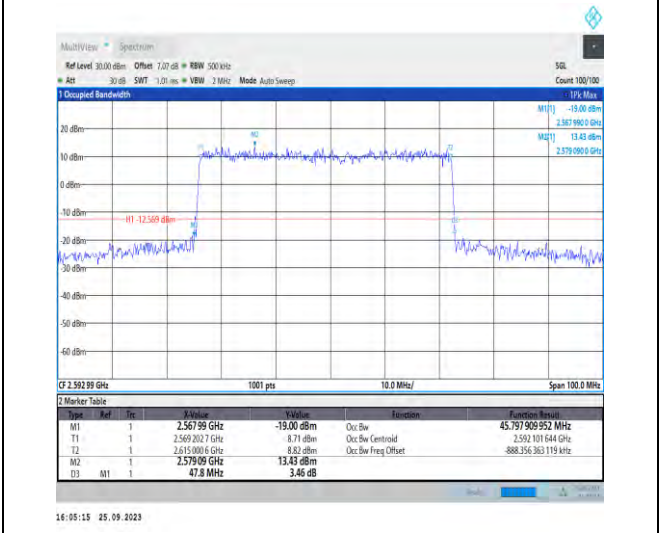 MultiView Spectrum
Ref Level 30.00 dBm Offset 7.07 dB RBW 500 kHz SGL
Att 30 dB SWT 1.01 ms VBW 2 MHz Mode Auto Sweep Count 100/100
1 Occupied Bandwidth 1Pk Max
M1[1] -19.00 dBm
2.567 990 0 GHz
M2[1] 13.43 dBm
2.579 090 0 GHz
20 dBm
M2
T1 T2
10 dBm
0 dBm
-10 dBm
H1 -12.569 dBm
M1 D3
-20 dBm
-30 dBm
-40 dBm
-50 dBm
-60 dBm
CF 2.592 99 GHz 1001 pts 10.0 MHz/ Span 100.0 MHz
2 Marker Table
Type Ref Trc X-Value Y-Value Function Function Result
M1 1 2.567 99 GHz -19.00 dBm Occ Bw 45.797 909 952 MHz
T1 1 2.569 202 7 GHz 8.71 dBm Occ Bw Centroid 2.592 101 644 GHz
T2 1 2.615 000 6 GHz 8.82 dBm Occ Bw Freq Offset -888.356 363 119 kHz
M2 1 2.579 09 GHz 13.43 dBm
D3 M1 1 47.8 MHz 3.46 dB
16:05:15 25.09.2023